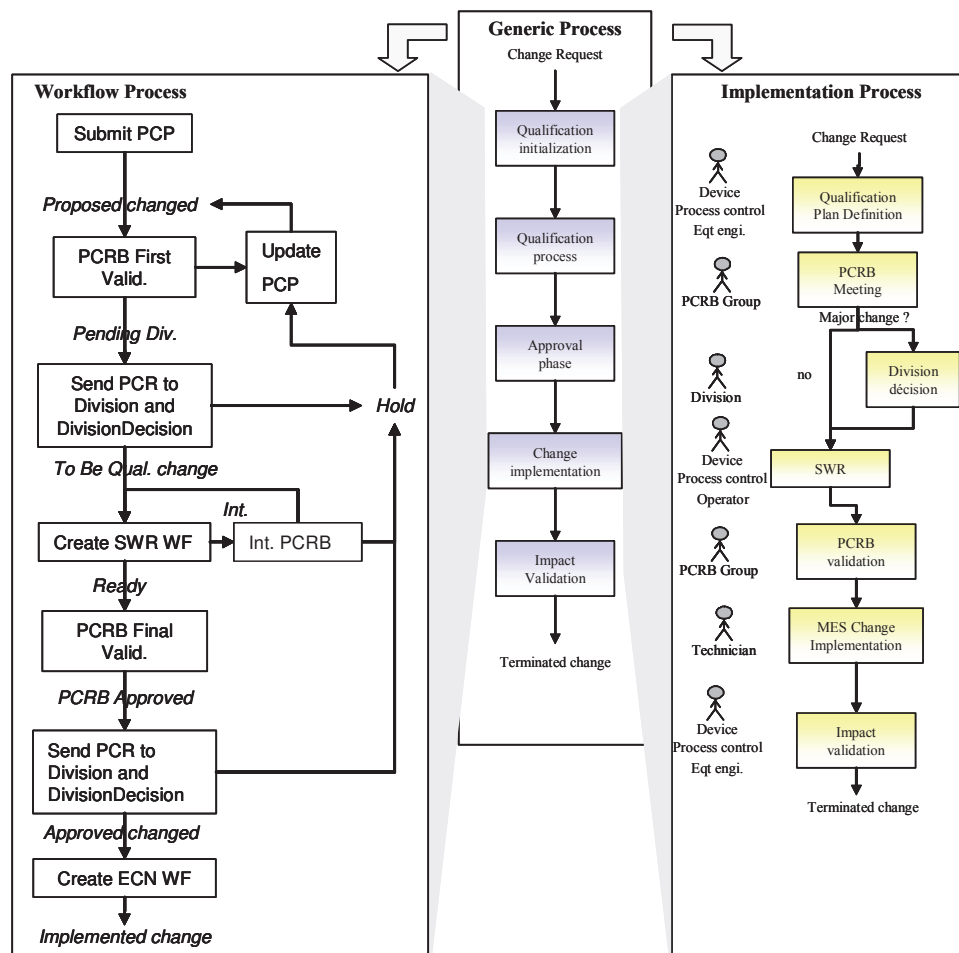 Generic Process
Change Request
Qualification
initialization
Qualification
process
Approval
phase
Change
implementation
Impact
Validation
Terminated change
Workflow Process
Submit PCP
Proposed changed
PCRB First
Valid.
Update
PCP
Pending Div.
Send PCR to
Division and
DivisionDecision
Hold
To Be Qual. change
Int.
Create SWR WF
Int. PCRB
Ready
PCRB Final
Valid.
PCRB Approved
Send PCR to
Division and
DivisionDecision
Approved changed
Create ECN WF
Implemented change
Implementation Process
Change Request
Device
Process control
Eqt engi.
Qualification
Plan Definition
PCRB Group
PCRB
Meeting
Major change ?
no
Division
Division
décision
Device
Process control
Operator
SWR
PCRB Group
PCRB
validation
Technician
MES Change
Implementation
Device
Process control
Eqt engi.
Impact
validation
Terminated change